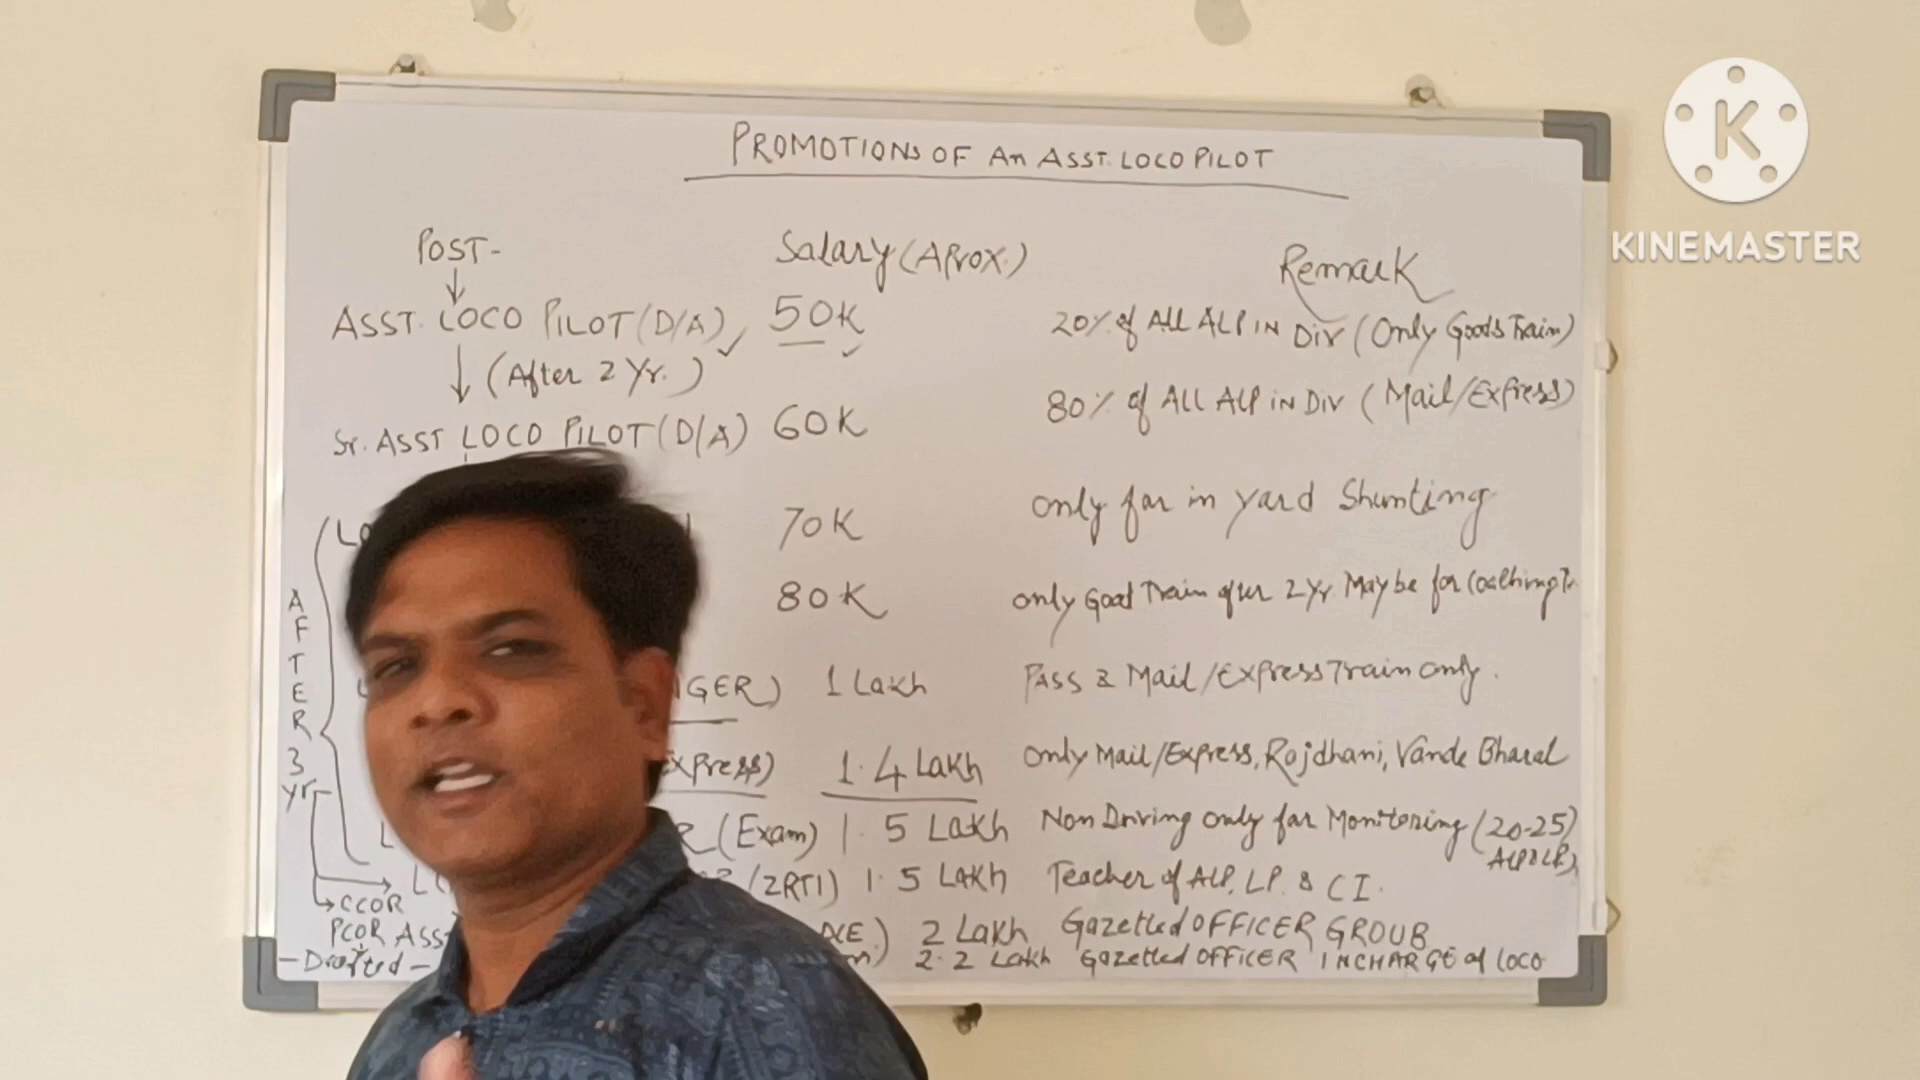 PROMOTIONS OF An ASST. LOCO PILOT
KINEMASTER
POST- Salary (APROX.) Remark
ASST. LOCO PILOT (D/A) 50K 20% of ALL ALP IN Div (Only Goods Train)
(After 2 Yr.)
Sr. ASST LOCO PILOT (D/A) 60K 80% of ALL ALP iN DIV (Mail/Express)
70K only for in yard Shunting
80K only Good Train after 2 Yr May be for
GER) 1 Lakh PASS & Mail/Express Train only.
AFTER 3 yr
Express) 1.4 Lakh Only Mail/Express, Rajdhani, Vande Bharat
(Exam) 1.5 Lakh Non Driving only for Monitoring (20-25) ALP & LP)
/ZRTI) 1.5 Lakh Teacher of ALP, LP. & CI.
CCOR
PCOR ASS 2 Lakh Gazetted OFFICER GROUB
- Drafted - 2.2 Lakh Gazetted OFFICER INCHARGE of LOCO